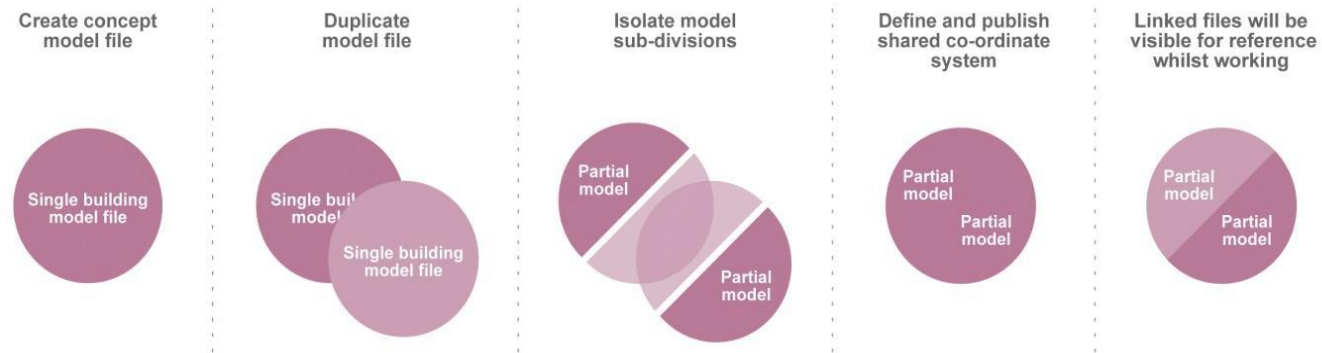 Create concept
model file
Duplicate
model file
Isolate model
sub-divisions
Define and publish
shared co-ordinate
system
Linked files will be
visible for reference
whilst working
Single building
model file
Single buil
model
Single building
model file
Partial
model
Partial
model
Partial
model
Partial
model
Partial
model
Partial
model